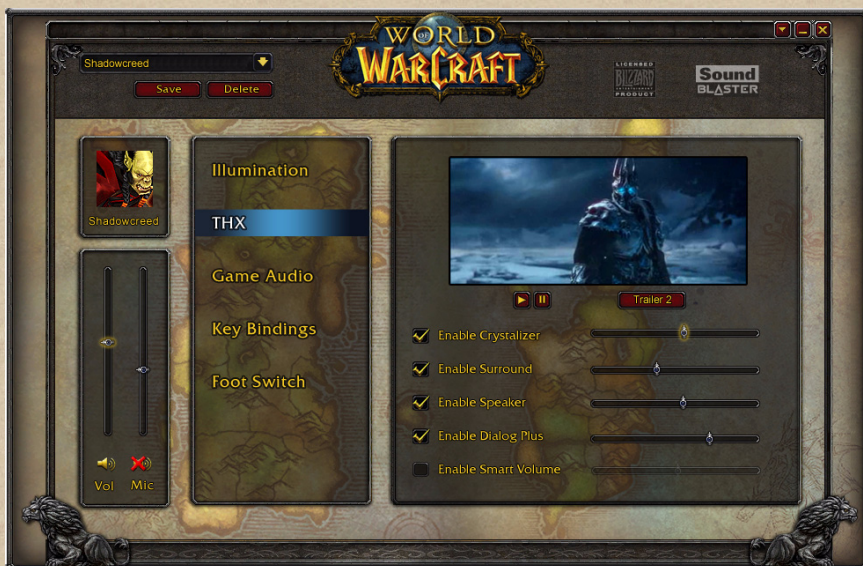 WORLD
OF
WARCRAFT
Shadowcreed
Save
Delete
LICENSED
BLIZZARD
ENTERTAINMENT
PRODUCT
Sound
BLASTER
Shadowcreed
Vol
Mic
Illumination
THX
Game Audio
Key Bindings
Foot Switch
Trailer 2
Enable Crystalizer
Enable Surround
Enable Speaker
Enable Dialog Plus
Enable Smart Volume